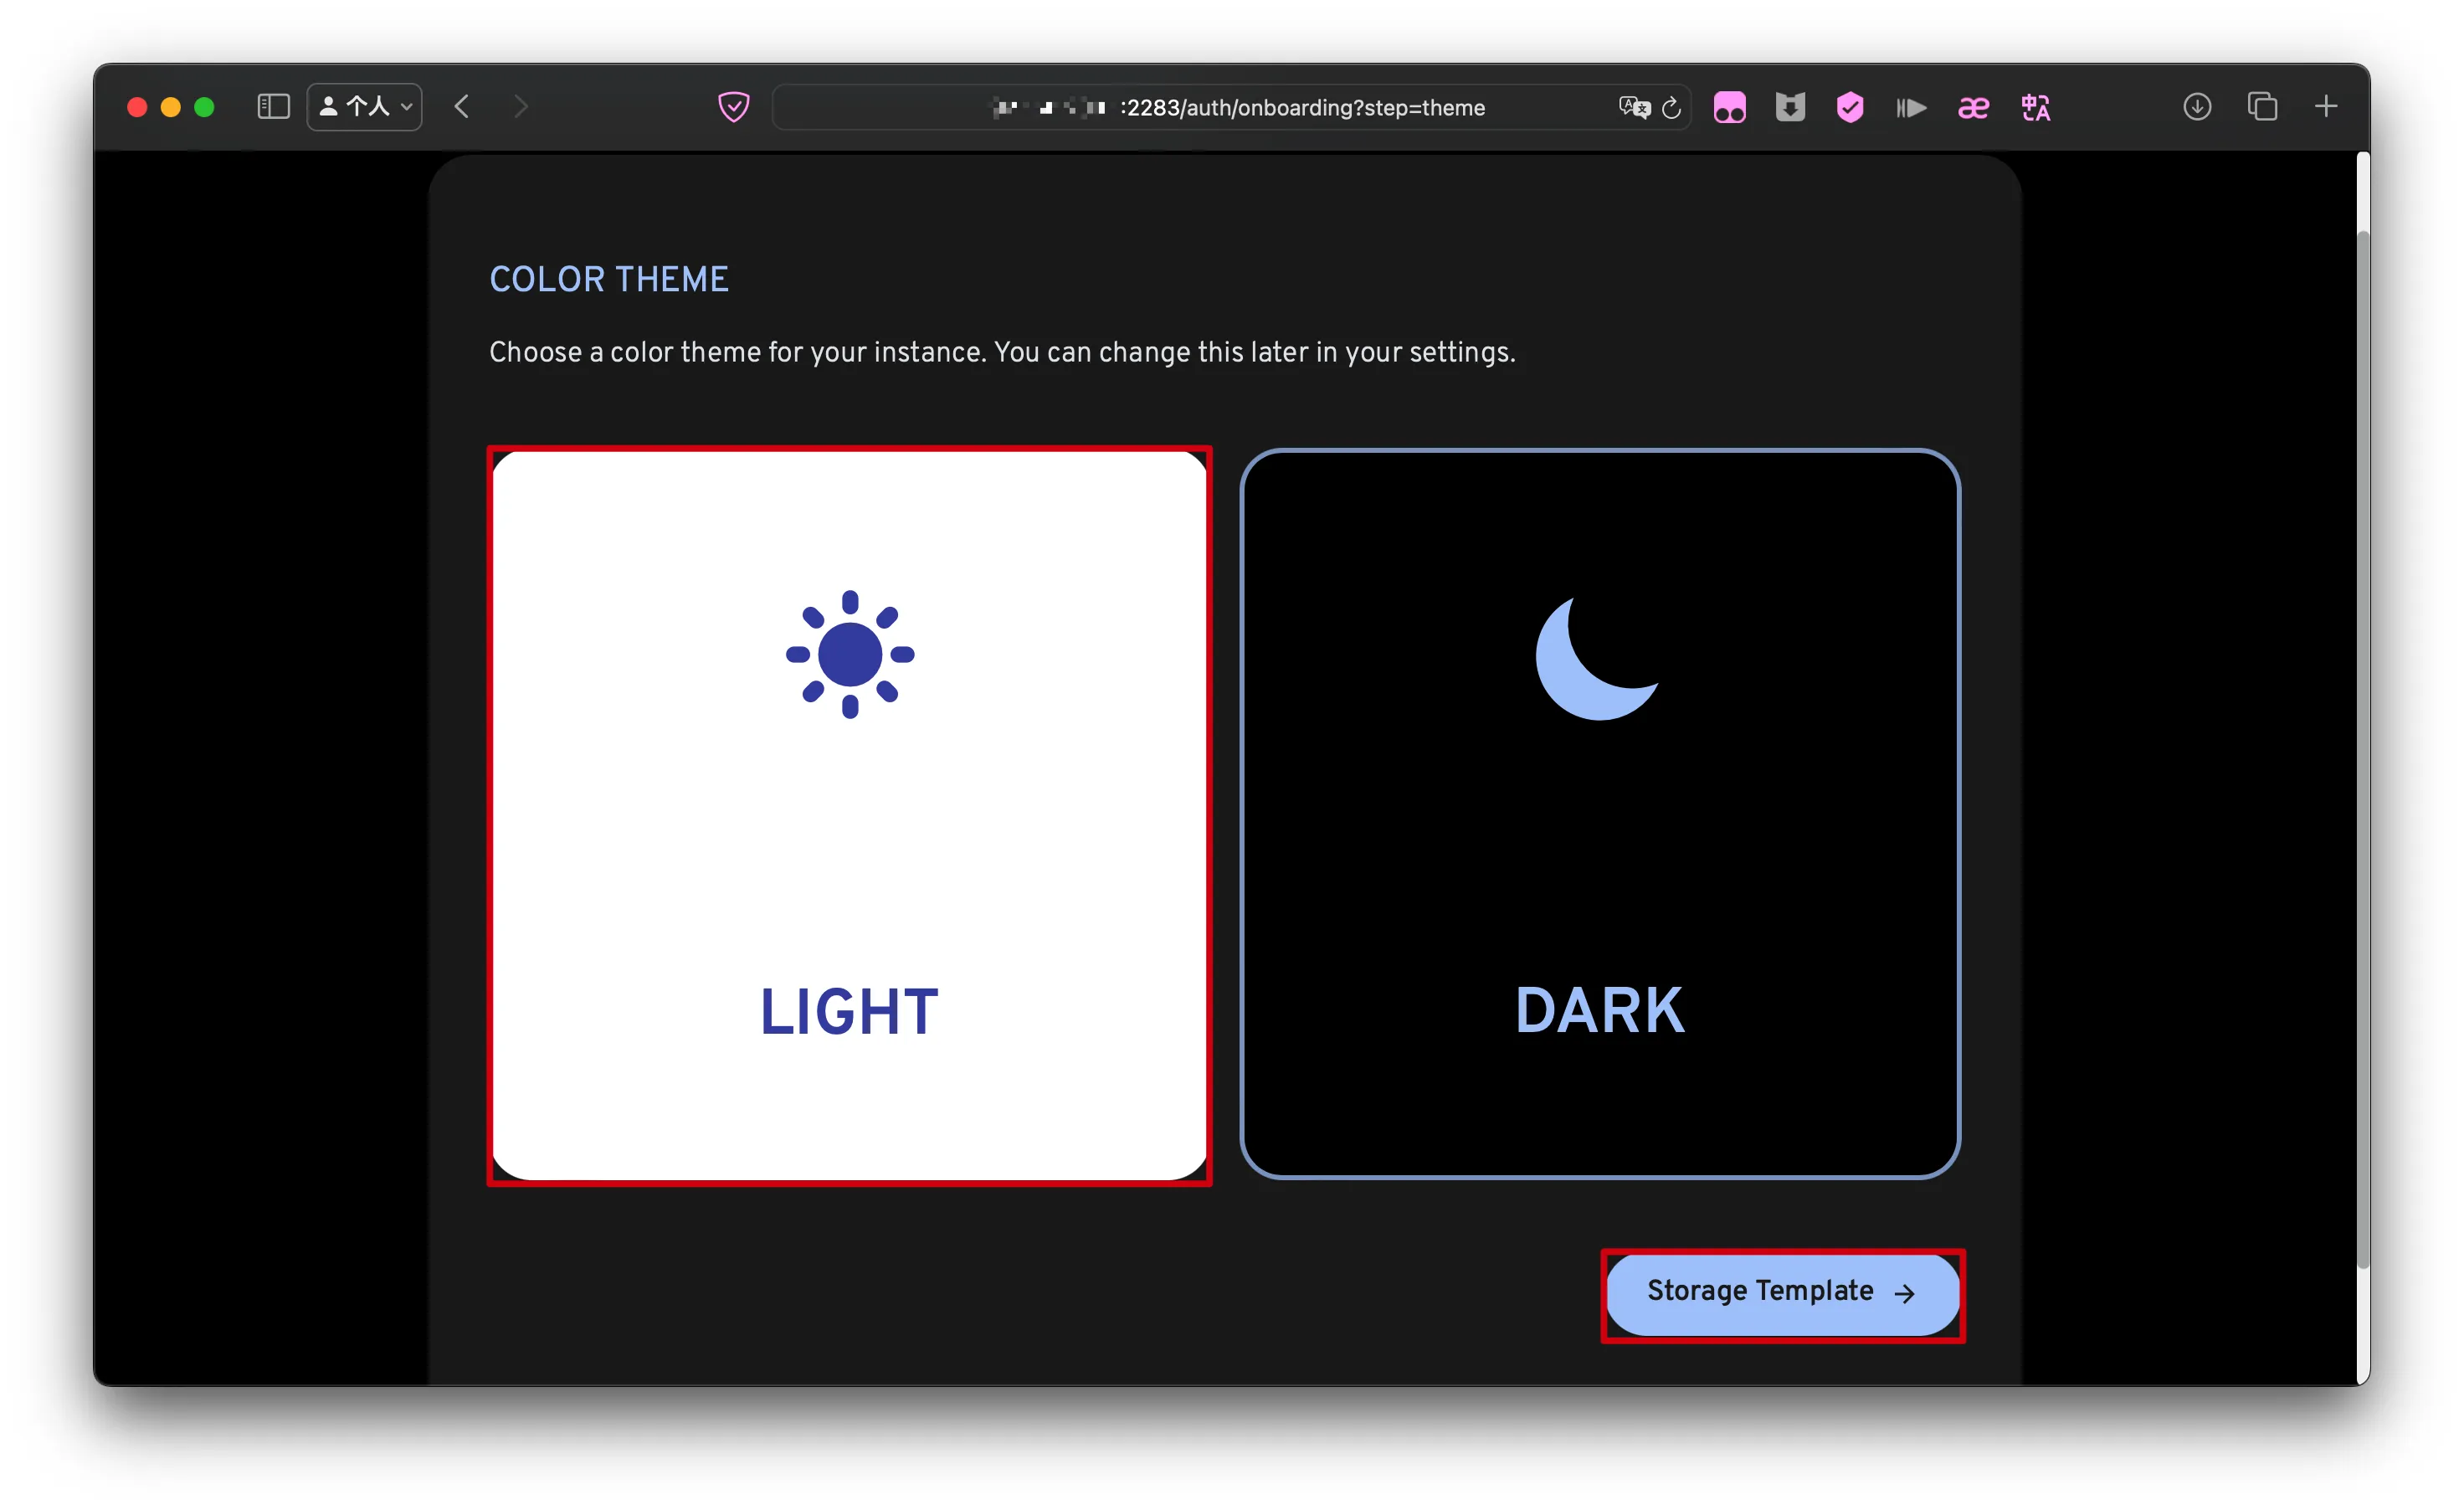 个人
:2283/auth/onboarding?step=theme
COLOR THEME
Choose a color theme for your instance. You can change this later in your settings.
LIGHT
DARK
Storage Template